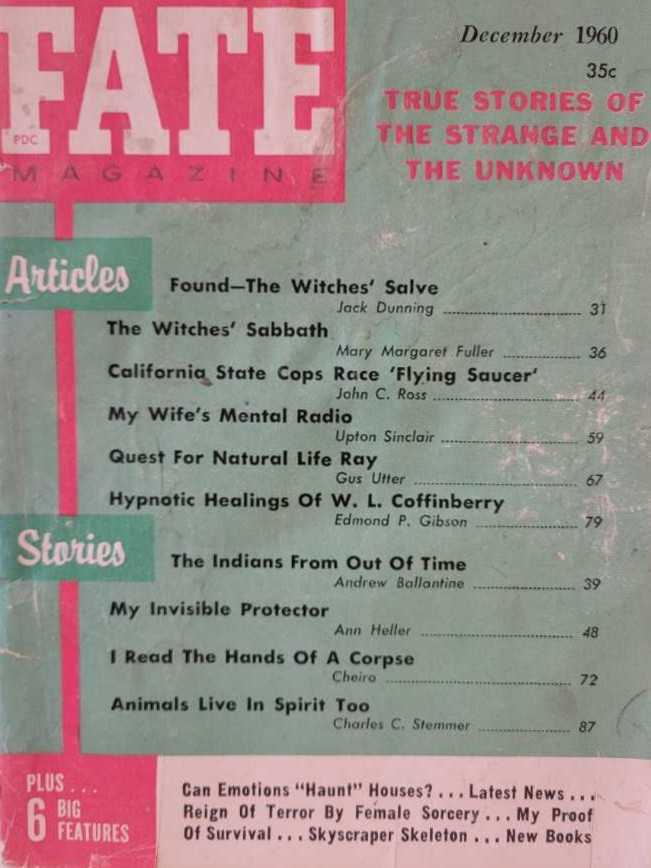 FATE
PDC
MAGAZINE
December 1960
35c
TRUE STORIES OF
THE STRANGE AND
THE UNKNOWN
Articles
Found—The Witches' Salve
Jack Dunning 31
The Witches' Sabbath
Mary Margaret Fuller 36
California State Cops Race 'Flying Saucer'
John C. Ross 44
My Wife's Mental Radio
Upton Sinclair 59
Quest For Natural Life Ray
Gus Utter 67
Hypnotic Healings Of W. L. Coffinberry
Edmond P. Gibson 79
Stories
The Indians From Out Of Time
Andrew Ballantine 39
My Invisible Protector
Ann Heller 48
I Read The Hands Of A Corpse
Cheiro 72
Animals Live In Spirit Too
Charles C. Stemmer 87
PLUS...
6 BIG
FEATURES
Can Emotions "Haunt" Houses? ... Latest News ...
Reign Of Terror By Female Sorcery ... My Proof
Of Survival ... Skyscraper Skeleton ... New Books